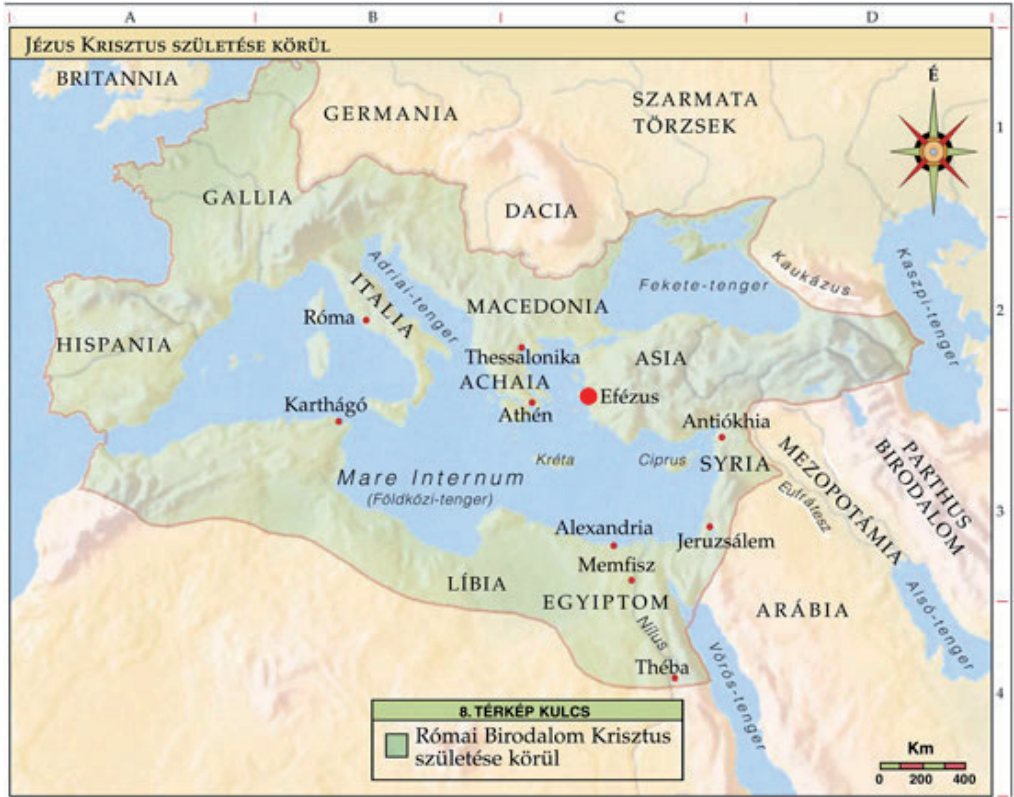 A B C D
JÉZUS KRISZTUS SZÜLETÉSE KÖRÜL
BRITANNIA
GERMANIA
SZARMATA
TÖRZSEK
É
1
GALLIA
DACIA
Kaukázus
Kaszpi-tenger
Adriai-tenger
ITALIA
Fekete-tenger
MACEDONIA
2
Róma
HISPANIA
Thessalonika
ASIA
ACHAIA
Efézus
Karthágó
Athén
Antiókhia
Kréta
Ciprus
SYRIA
MEZOPOTÁMIA
PARTHUS
BIRODALOM
Mare Internum
(Földközi-tenger)
Eufrátesz
3
Alexandria
Jeruzsálem
Memfisz
LÍBIA
EGYIPTOM
ARÁBIA
Alsó-tenger
Nílus
Vörös-tenger
Théba
4
8. TÉRKÉP KULCS
Római Birodalom Krisztus
születése körül
Km
0 200 400